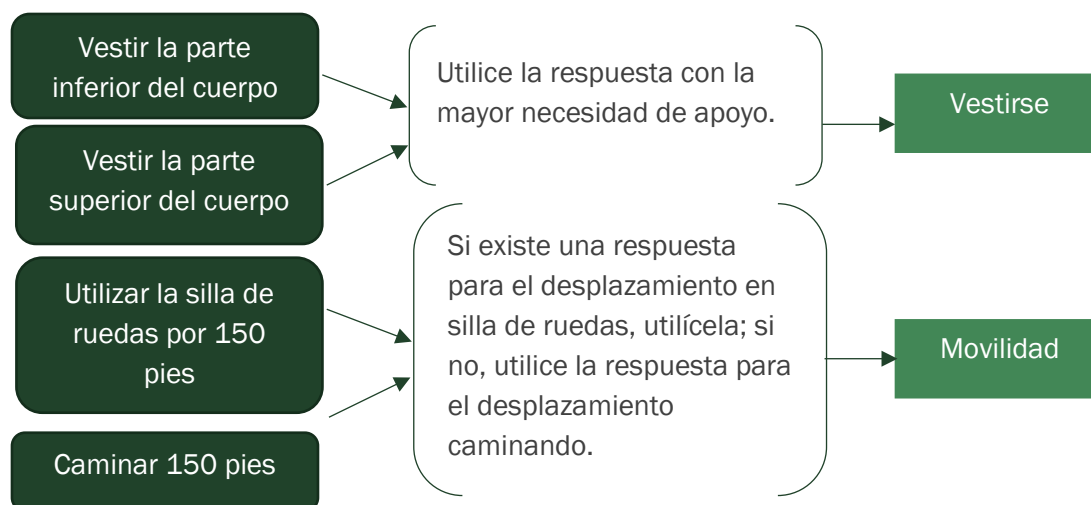 Vestir la parte
inferior del cuerpo
Vestir la parte
superior del cuerpo
Utilice la respuesta con la
mayor necesidad de apoyo.
Vestirse
Utilizar la silla de
ruedas por 150
pies
Caminar 150 pies
Si existe una respuesta
para el desplazamiento en
silla de ruedas, utilícela; si
no, utilice la respuesta para
el desplazamiento
caminando.
Movilidad